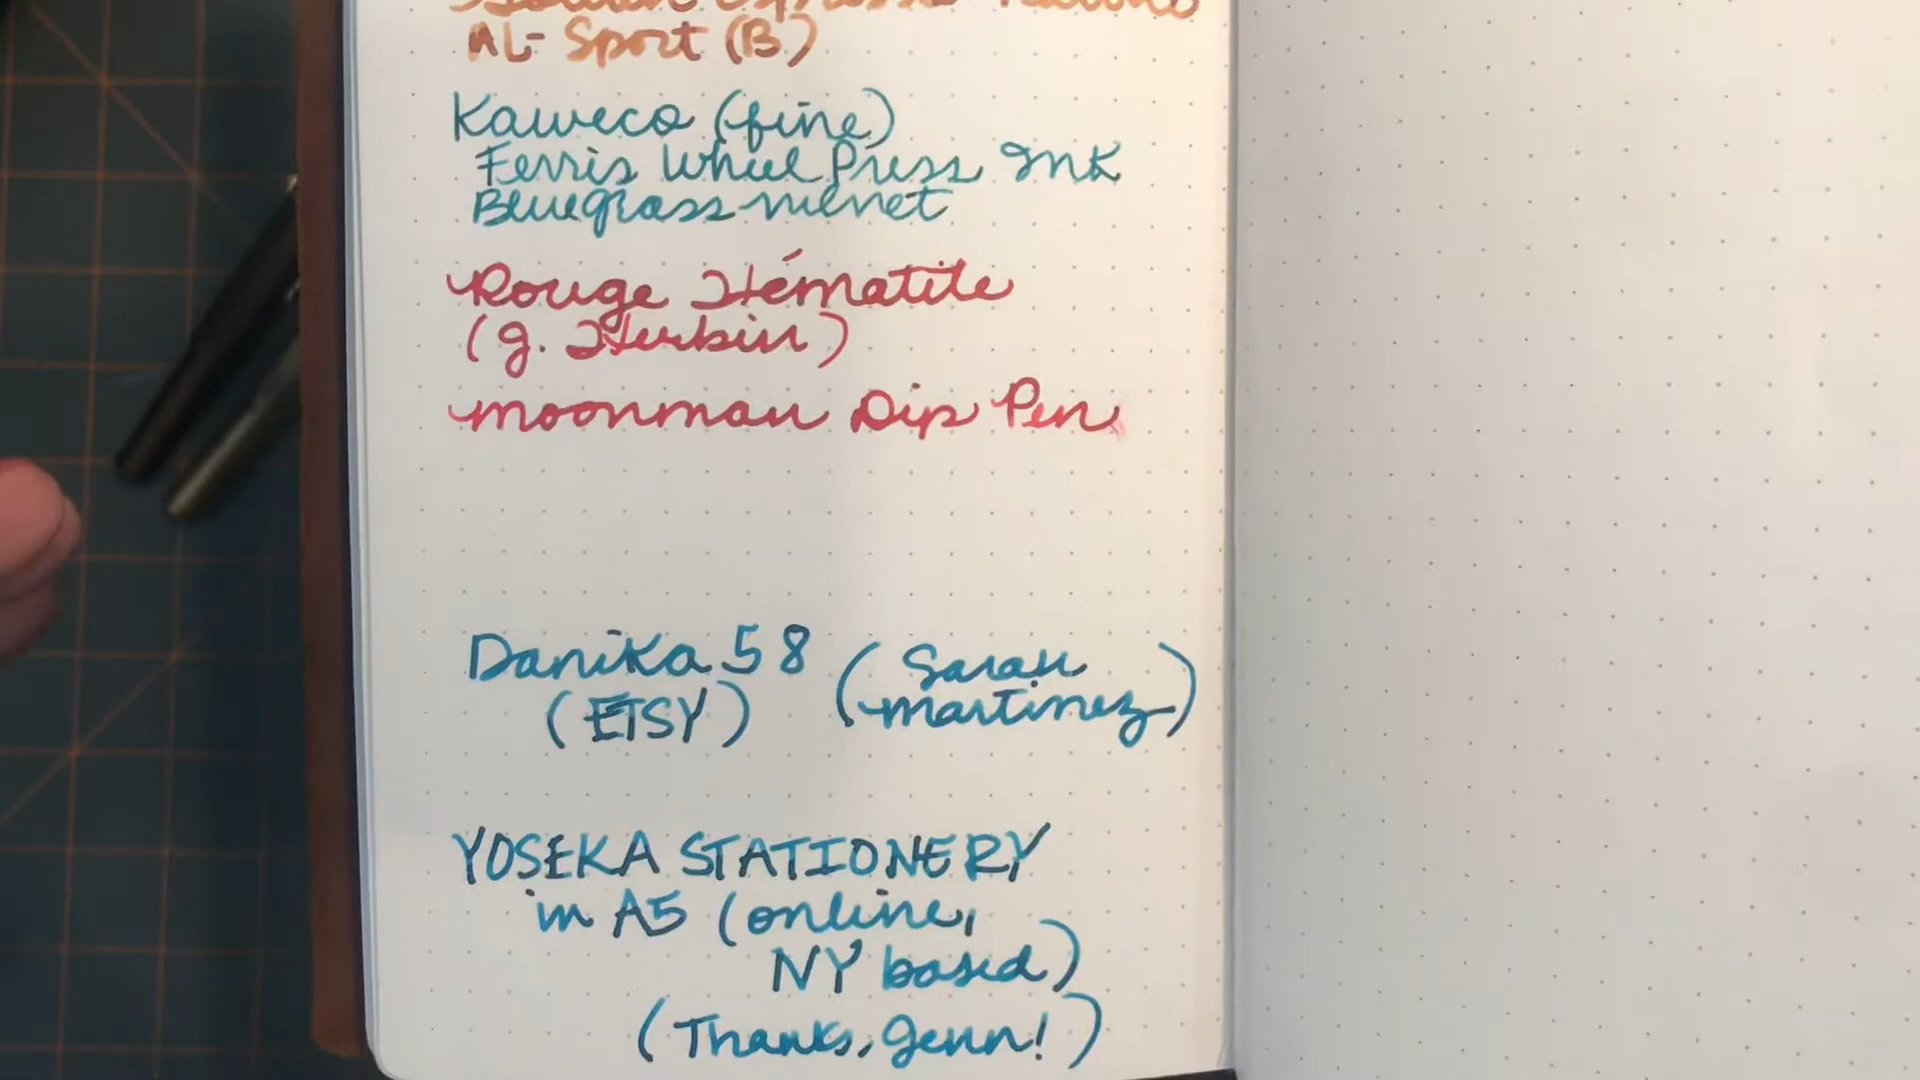 AL-Sport (B)
Kaweco (fine)
Ferris Wheel Press Ink
Bluegrass velvet
Rouge Hématite
(J. Herbin)
moonman Dip Pen
Danika 58 (Sarah
(ETSY) martinez)
YOSEKA STATIONERY
in A5 (online,
NY based)
(Thanks, Jenn!)